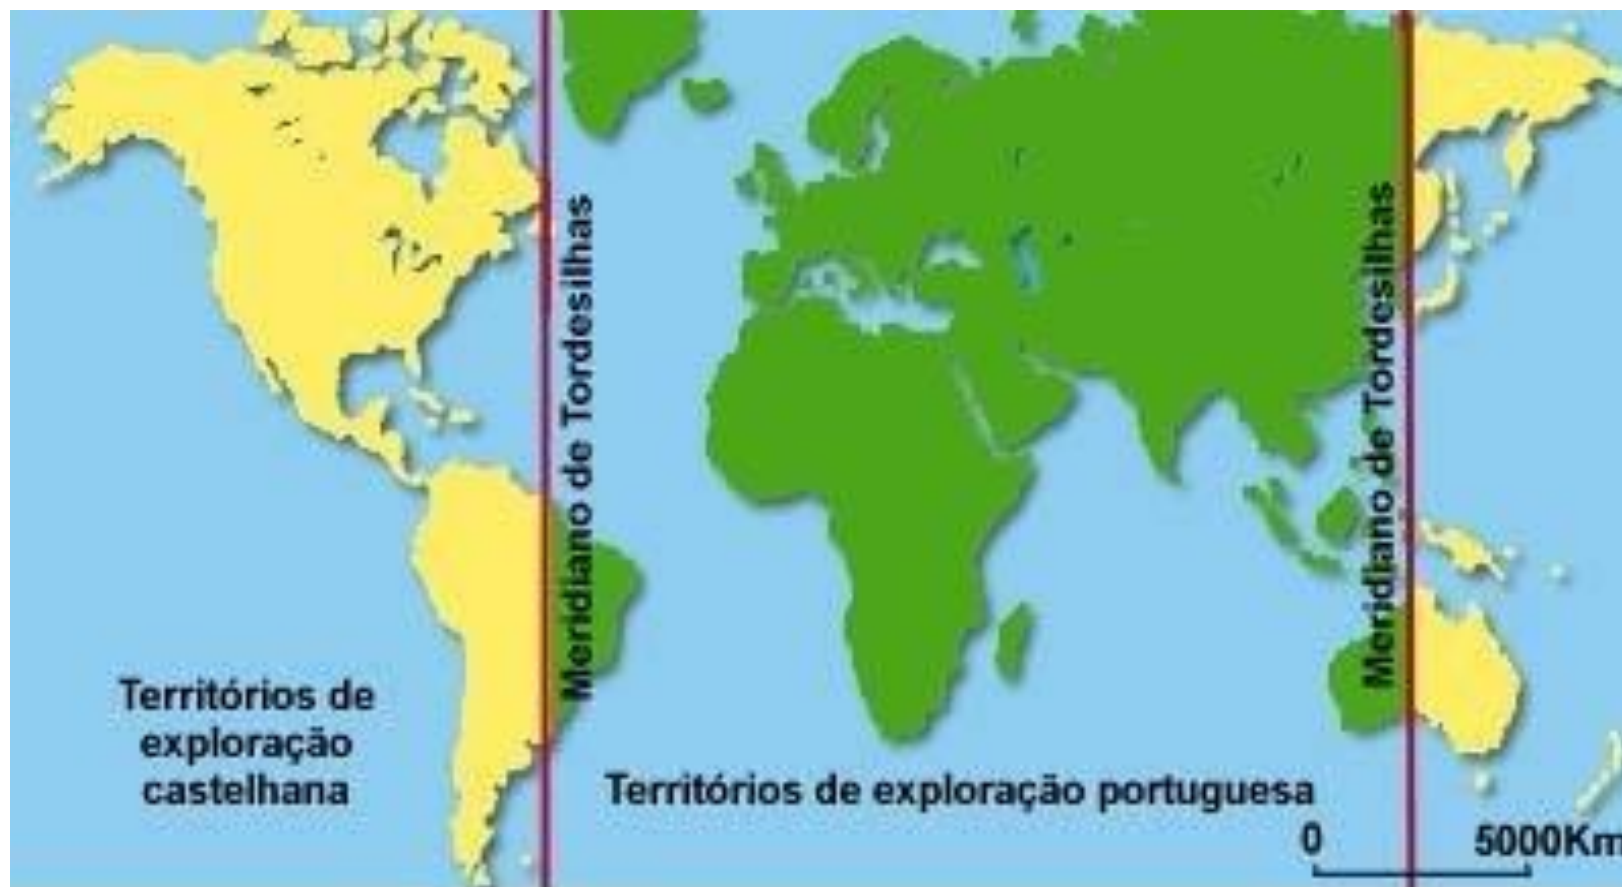 Meridiano de Tordesilhas
Meridiano de Tordesilhas
Territórios de
exploração
castelhana
Territórios de exploração portuguesa
0 5000Km